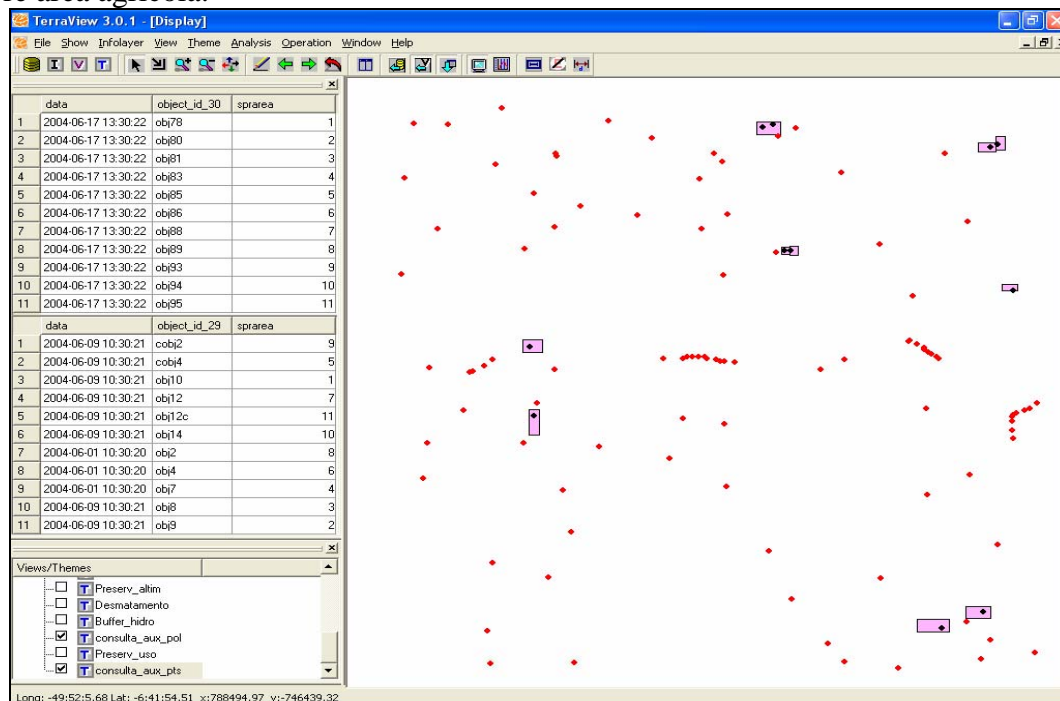 le área agrícola.
TerraView 3.0.1 - [Display]
File Show Infolayer View Theme Analysis Operation Window Help
I V T
data object_id_30 sprarea
1 2004-06-17 13:30:22 obj78 1
2 2004-06-17 13:30:22 obj80 2
3 2004-06-17 13:30:22 obj81 3
4 2004-06-17 13:30:22 obj83 4
5 2004-06-17 13:30:22 obj85 5
6 2004-06-17 13:30:22 obj86 6
7 2004-06-17 13:30:22 obj88 7
8 2004-06-17 13:30:22 obj89 8
9 2004-06-17 13:30:22 obj93 9
10 2004-06-17 13:30:22 obj94 10
11 2004-06-17 13:30:22 obj95 11
data object_id_29 sprarea
1 2004-06-09 10:30:21 cobj2 9
2 2004-06-09 10:30:21 cobj4 5
3 2004-06-09 10:30:21 obj10 1
4 2004-06-09 10:30:21 obj12 7
5 2004-06-09 10:30:21 obj12c 11
6 2004-06-09 10:30:21 obj14 10
7 2004-06-01 10:30:20 obj2 8
8 2004-06-01 10:30:20 obj4 6
9 2004-06-01 10:30:20 obj7 4
10 2004-06-09 10:30:21 obj8 3
11 2004-06-09 10:30:21 obj9 2
Views/Themes
T Preserv_altim
T Desmatamento
T Buffer_hidro
T consulta_aux_pol
T Preserv_uso
T consulta_aux_pts
Long: -49:52:5.68 Lat: -6:41:54.51 x:788494.97 y:-746439.32